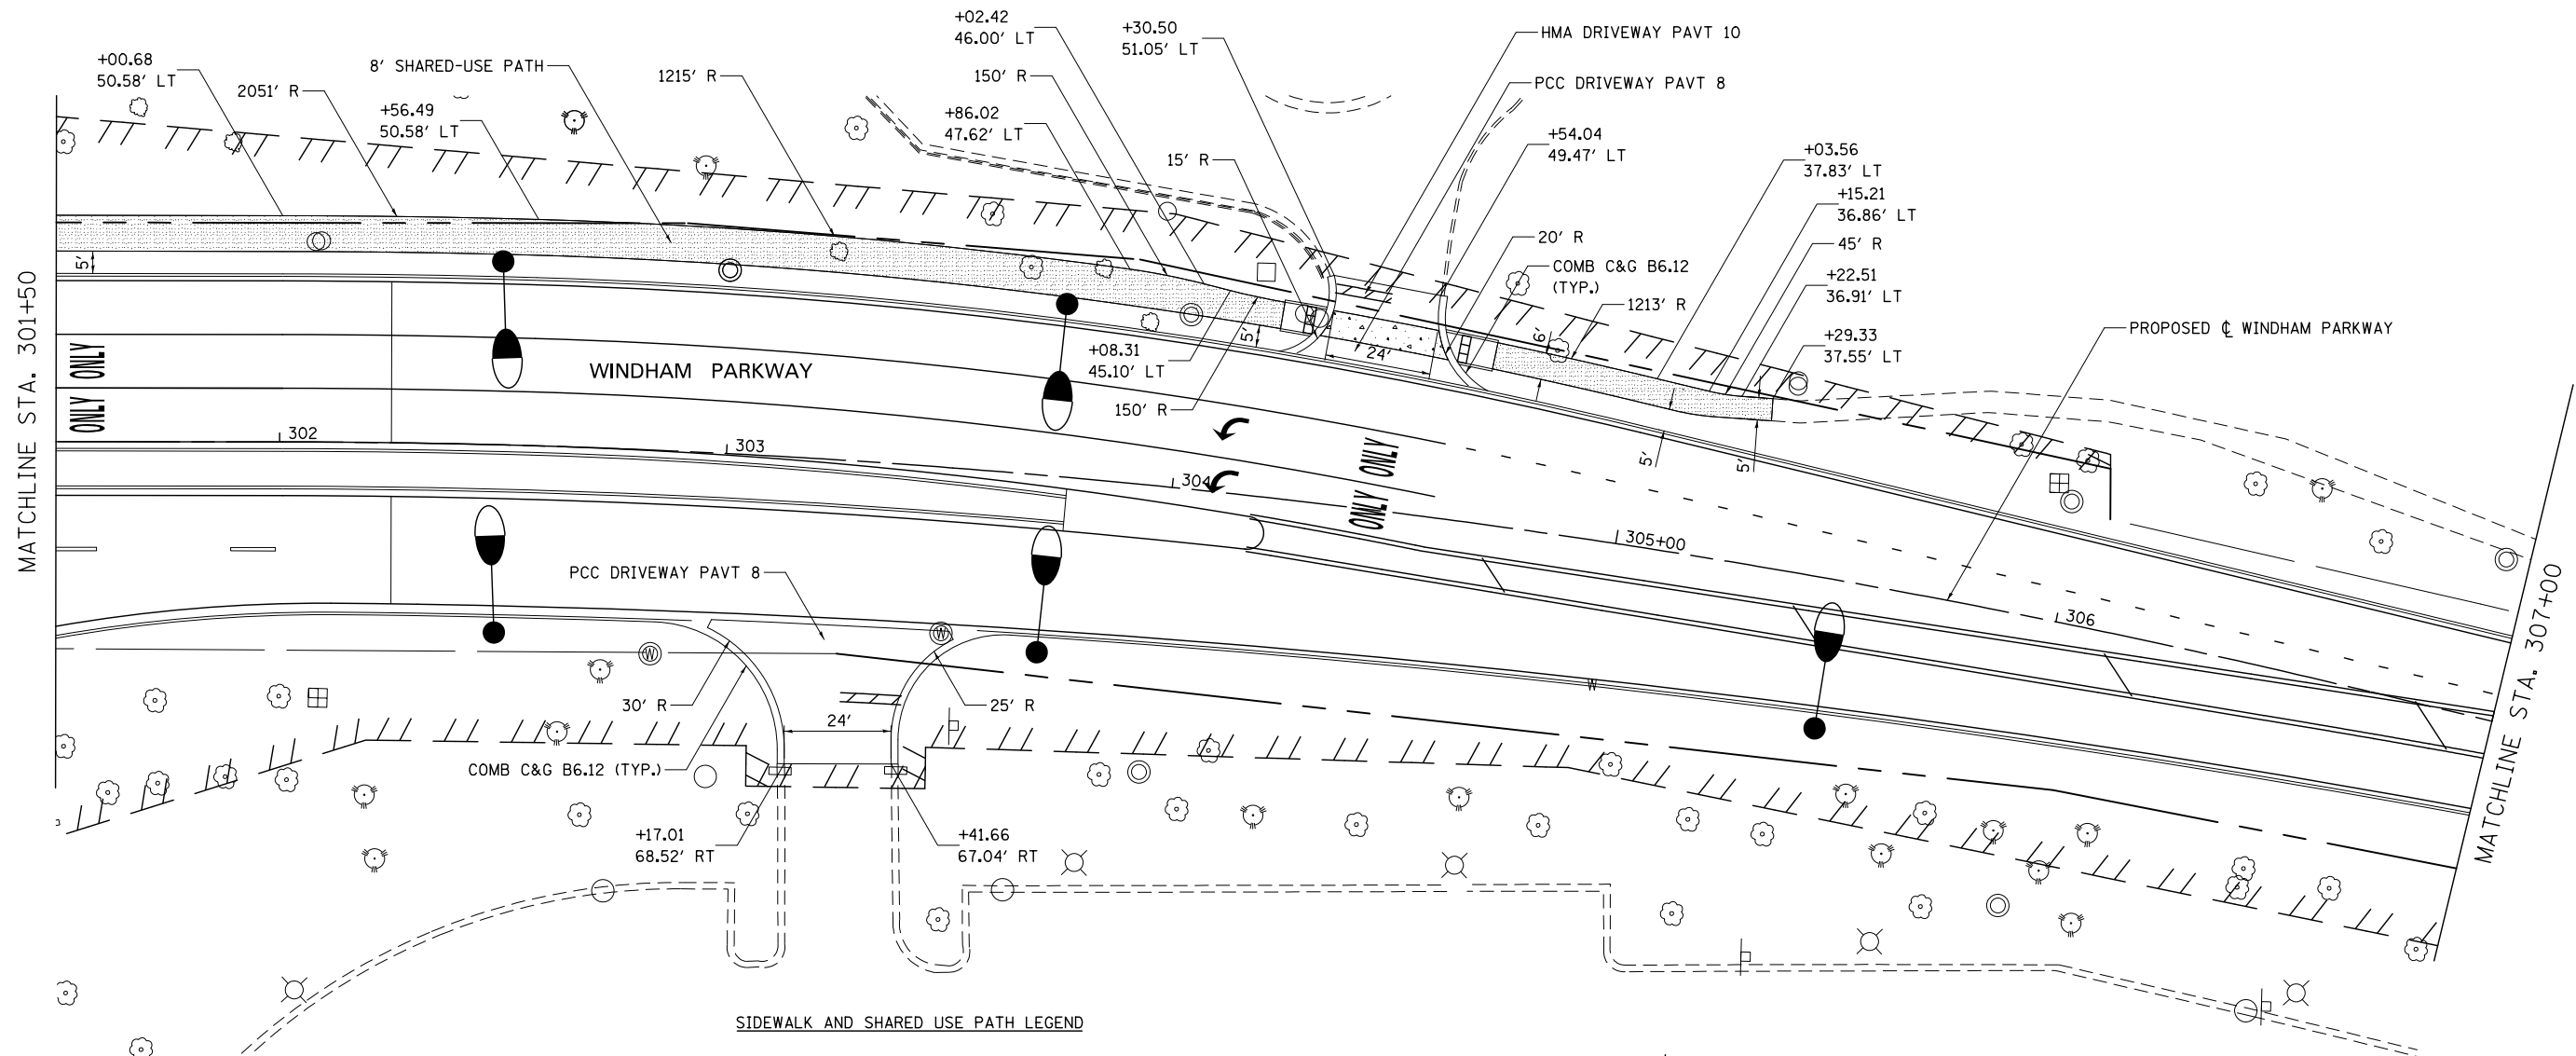 +02.42
46.00' LT
+30.50
51.05' LT
HMA DRIVEWAY PAVT 10
+00.68
50.58' LT
8' SHARED-USE PATH
1215' R
150' R
PCC DRIVEWAY PAVT 8
2051' R
+56.49
50.58' LT
+86.02
47.62' LT
+54.04
49.47' LT
15' R
+03.56
37.83' LT
+15.21
36.86' LT
20' R
45' R
COMB C&G B6.12
(TYP.)
+22.51
36.91' LT
1213' R
5'
5'
6'
24'
+29.33
37.55' LT
PROPOSED ℄ WINDHAM PARKWAY
MATCHLINE STA. 301+50
ONLY
ONLY
WINDHAM PARKWAY
+08.31
45.10' LT
150' R
302
303
304
ONLY
ONLY
5'
5'
305+00
306
MATCHLINE STA. 307+00
PCC DRIVEWAY PAVT 8
W
W
W
30' R
24'
25' R
COMB C&G B6.12 (TYP.)
+17.01
68.52' RT
+41.66
67.04' RT
SIDEWALK AND SHARED USE PATH LEGEND